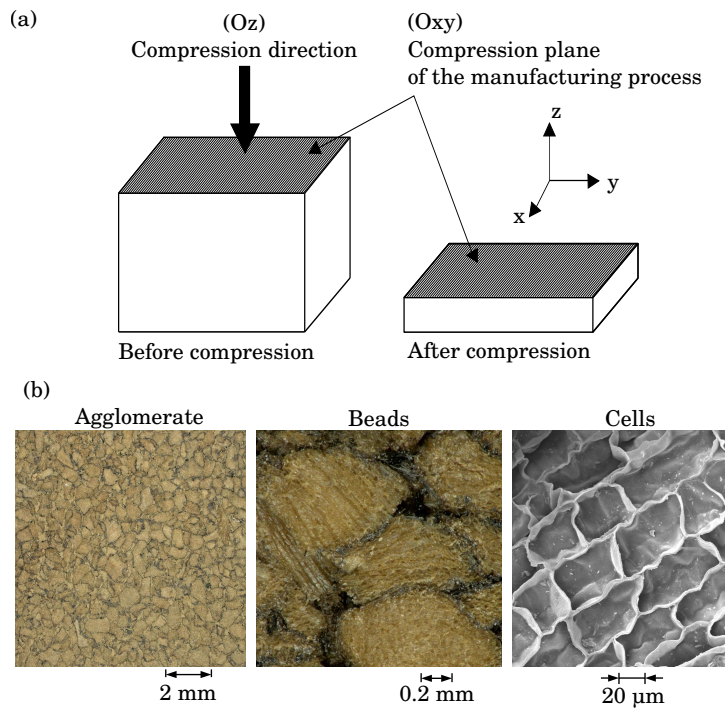 (a)
(Oz)
Compression direction
(Oxy)
Compression plane
of the manufacturing process
z
y
x
Before compression
After compression
(b)
Agglomerate
Beads
Cells
2 mm
0.2 mm
20 µm